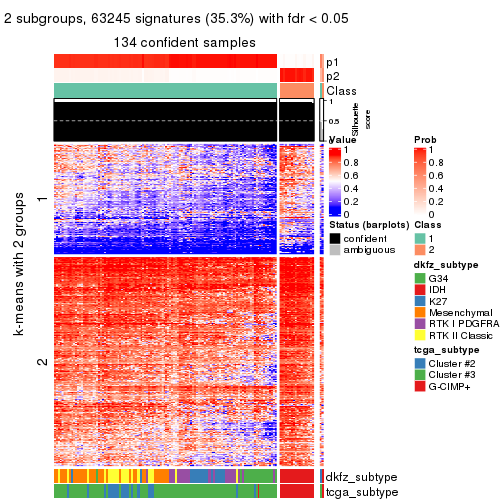 2 subgroups, 63245 signatures (35.3%) with fdr < 0.05
134 confident samples
p1
p2
Class
1
0.5
0
Silhouette
score
k-means with 2 groups
1
2
Value
1
0.8
0.6
0.4
0.2
0
Prob
1
0.8
0.6
0.4
0.2
0
Status (barplots)
confident
ambiguous
Class
1
2
dkfz_subtype
G34
IDH
K27
Mesenchymal
RTK I PDGFRA
RTK II Classic
tcga_subtype
Cluster #2
Cluster #3
G-CIMP+
dkfz_subtype
tcga_subtype